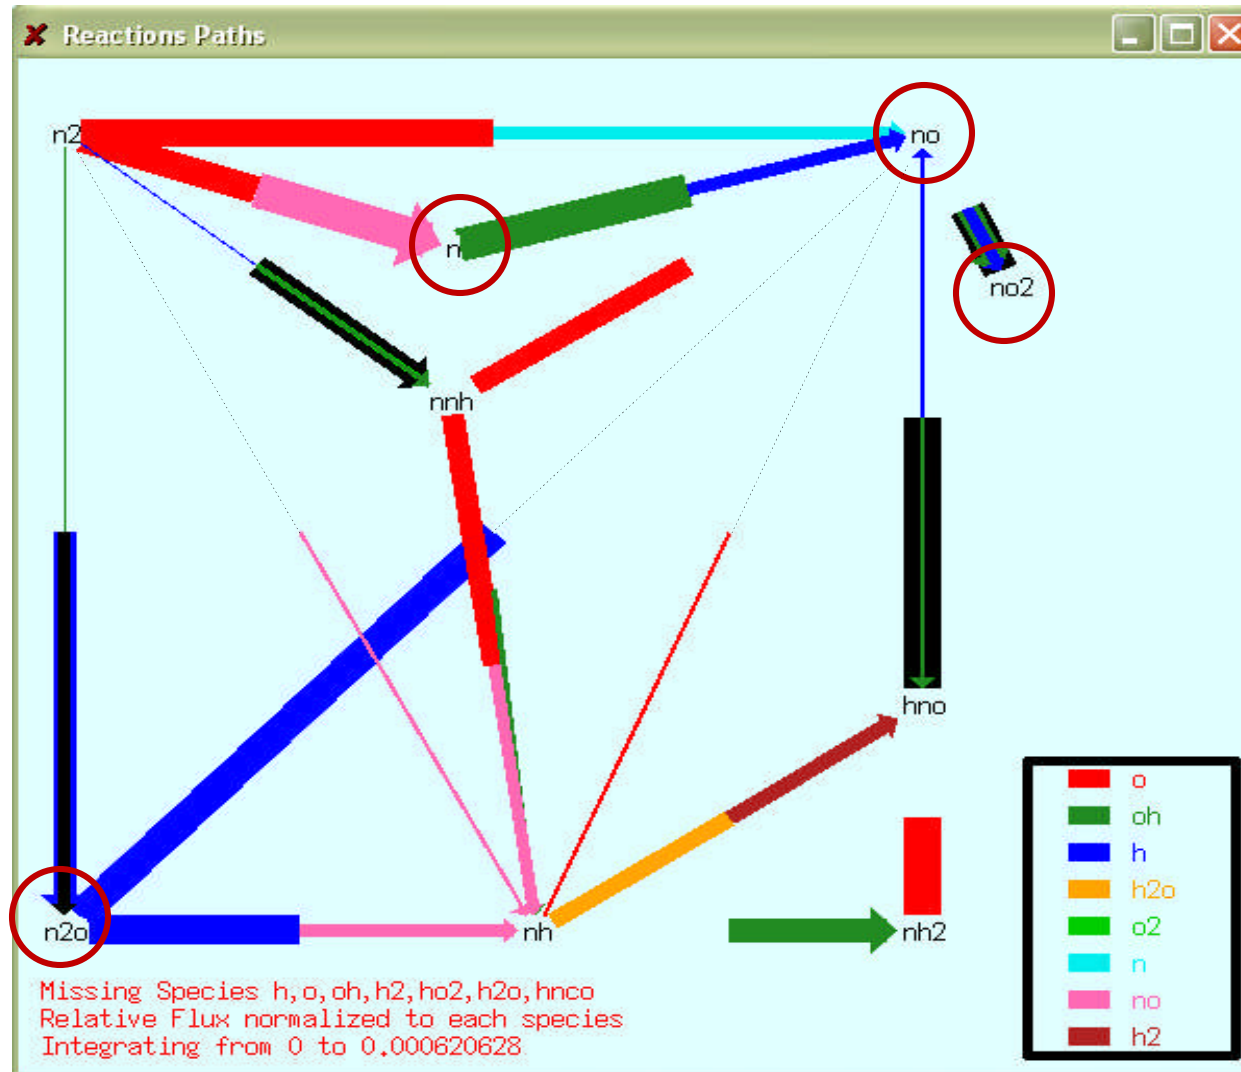 Reactions Paths
n2
no
n
no2
nnh
hno
n2o
nh
nh2
o
oh
h
h2o
o2
n
no
h2
Missing Species h,o,oh,h2,ho2,h2o,hnco
Relative Flux normalized to each species
Integrating from 0 to 0.000620628